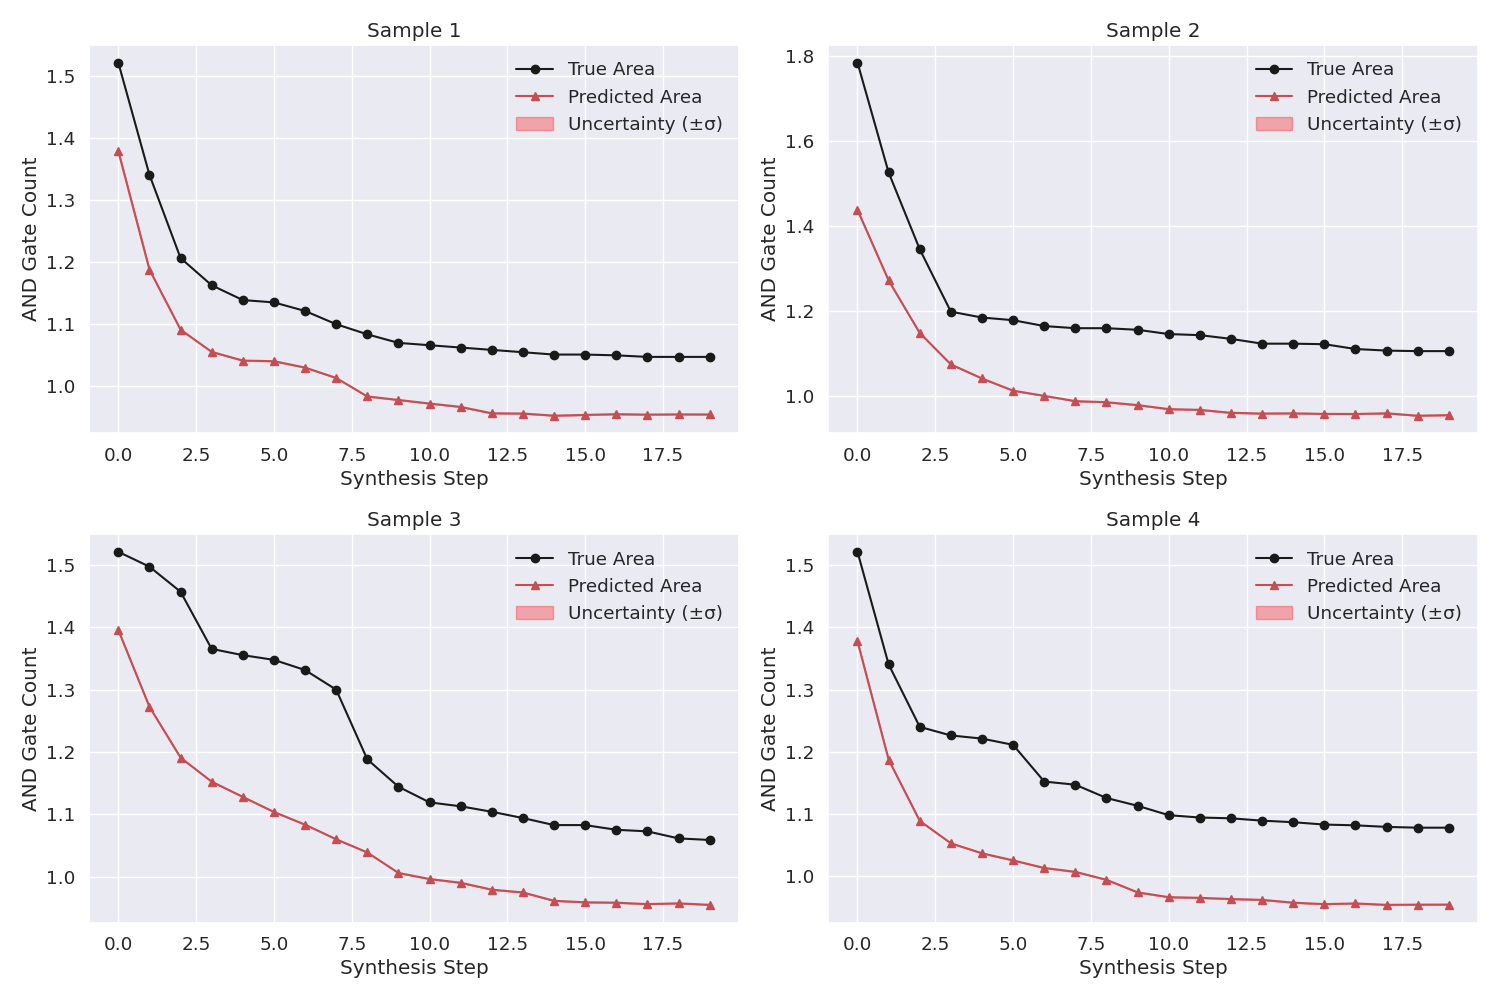 Sample 1
True Area
Predicted Area
Uncertainty (±σ)
AND Gate Count
1.5
1.4
1.3
1.2
1.1
1.0
0.0 2.5 5.0 7.5 10.0 12.5 15.0 17.5
Synthesis Step
Sample 2
True Area
Predicted Area
Uncertainty (±σ)
AND Gate Count
1.8
1.6
1.4
1.2
1.0
0.0 2.5 5.0 7.5 10.0 12.5 15.0 17.5
Synthesis Step
Sample 3
True Area
Predicted Area
Uncertainty (±σ)
AND Gate Count
1.5
1.4
1.3
1.2
1.1
1.0
0.0 2.5 5.0 7.5 10.0 12.5 15.0 17.5
Synthesis Step
Sample 4
True Area
Predicted Area
Uncertainty (±σ)
AND Gate Count
1.5
1.4
1.3
1.2
1.1
1.0
0.0 2.5 5.0 7.5 10.0 12.5 15.0 17.5
Synthesis Step